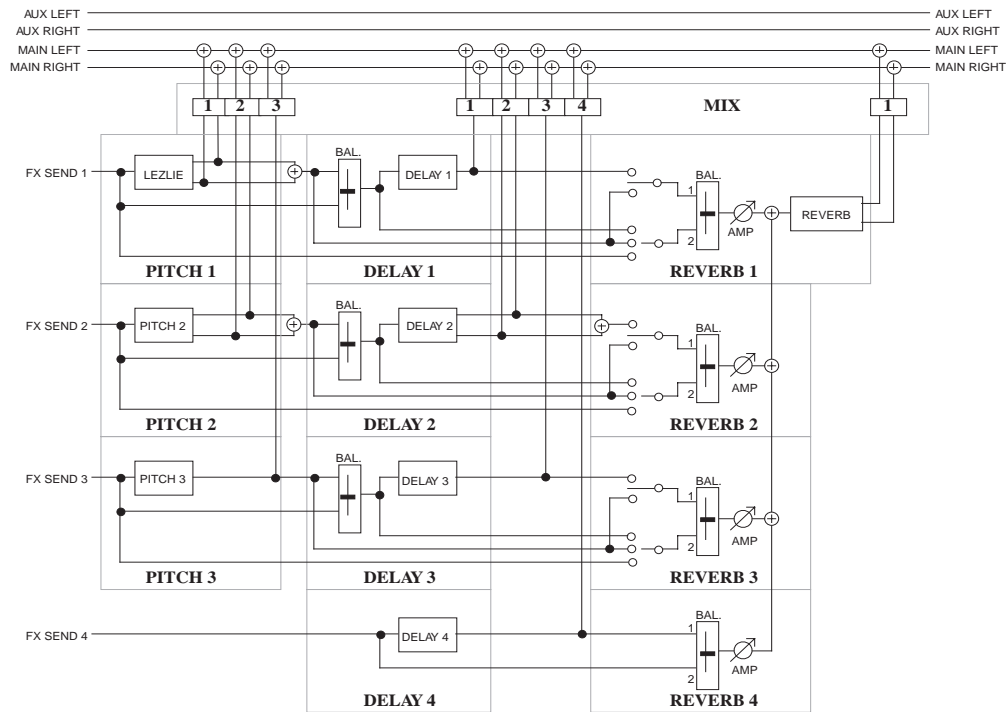 AUX LEFT AUX LEFT
AUX RIGHT AUX RIGHT
MAIN LEFT MAIN LEFT
MAIN RIGHT MAIN RIGHT
1 2 3 1 2 3 4 MIX 1
BAL. BAL.
FX SEND 1 LEZLIE DELAY 1 1 REVERB
2 AMP
PITCH 1 DELAY 1 REVERB 1
BAL. BAL.
FX SEND 2 PITCH 2 DELAY 2 1
2 AMP
PITCH 2 DELAY 2 REVERB 2
BAL. BAL.
FX SEND 3 PITCH 3 DELAY 3 1
2 AMP
PITCH 3 DELAY 3 REVERB 3
BAL.
FX SEND 4 DELAY 4 1
2 AMP
DELAY 4 REVERB 4